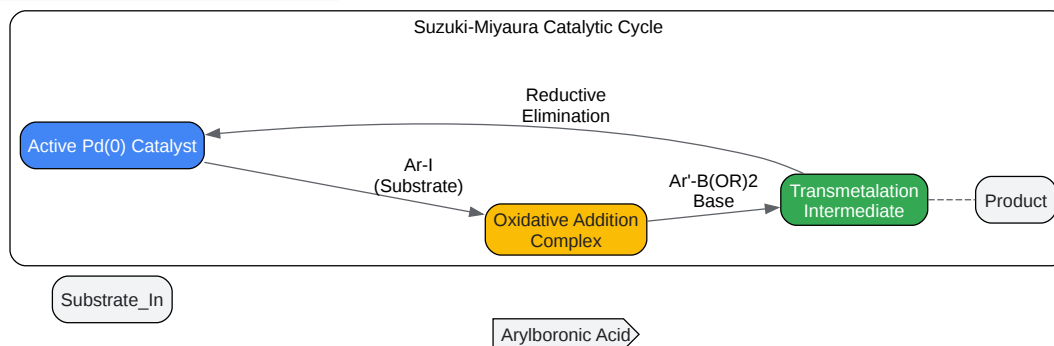 Suzuki-Miyaura Catalytic Cycle
Reductive
Elimination
Active Pd(0) Catalyst
Ar-I
(Substrate)
Ar'-B(OR)2
Base
Transmetalation
Intermediate
Product
Oxidative Addition
Complex
Substrate_In
Arylboronic Acid